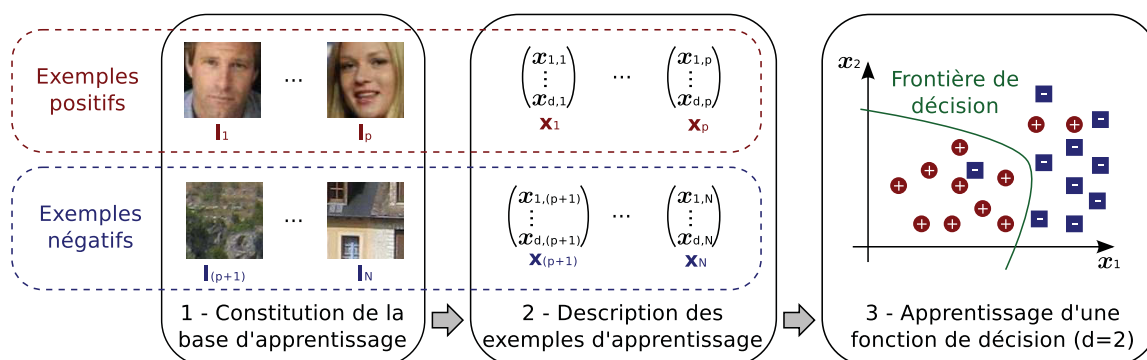 Exemples
positifs
I1 ... Ip
x1,1 ⋮ xd,1 ... x1,p ⋮ xd,p
x1 xp
Exemples
négatifs
I(p+1) ... IN
x1,(p+1) ⋮ xd,(p+1) ... x1,N ⋮ xd,N
x(p+1) xN
1 - Constitution de la
base d'apprentissage
2 - Description des
exemples d'apprentissage
x2
Frontière de
décision
x1
3 - Apprentissage d'une
fonction de décision (d=2)